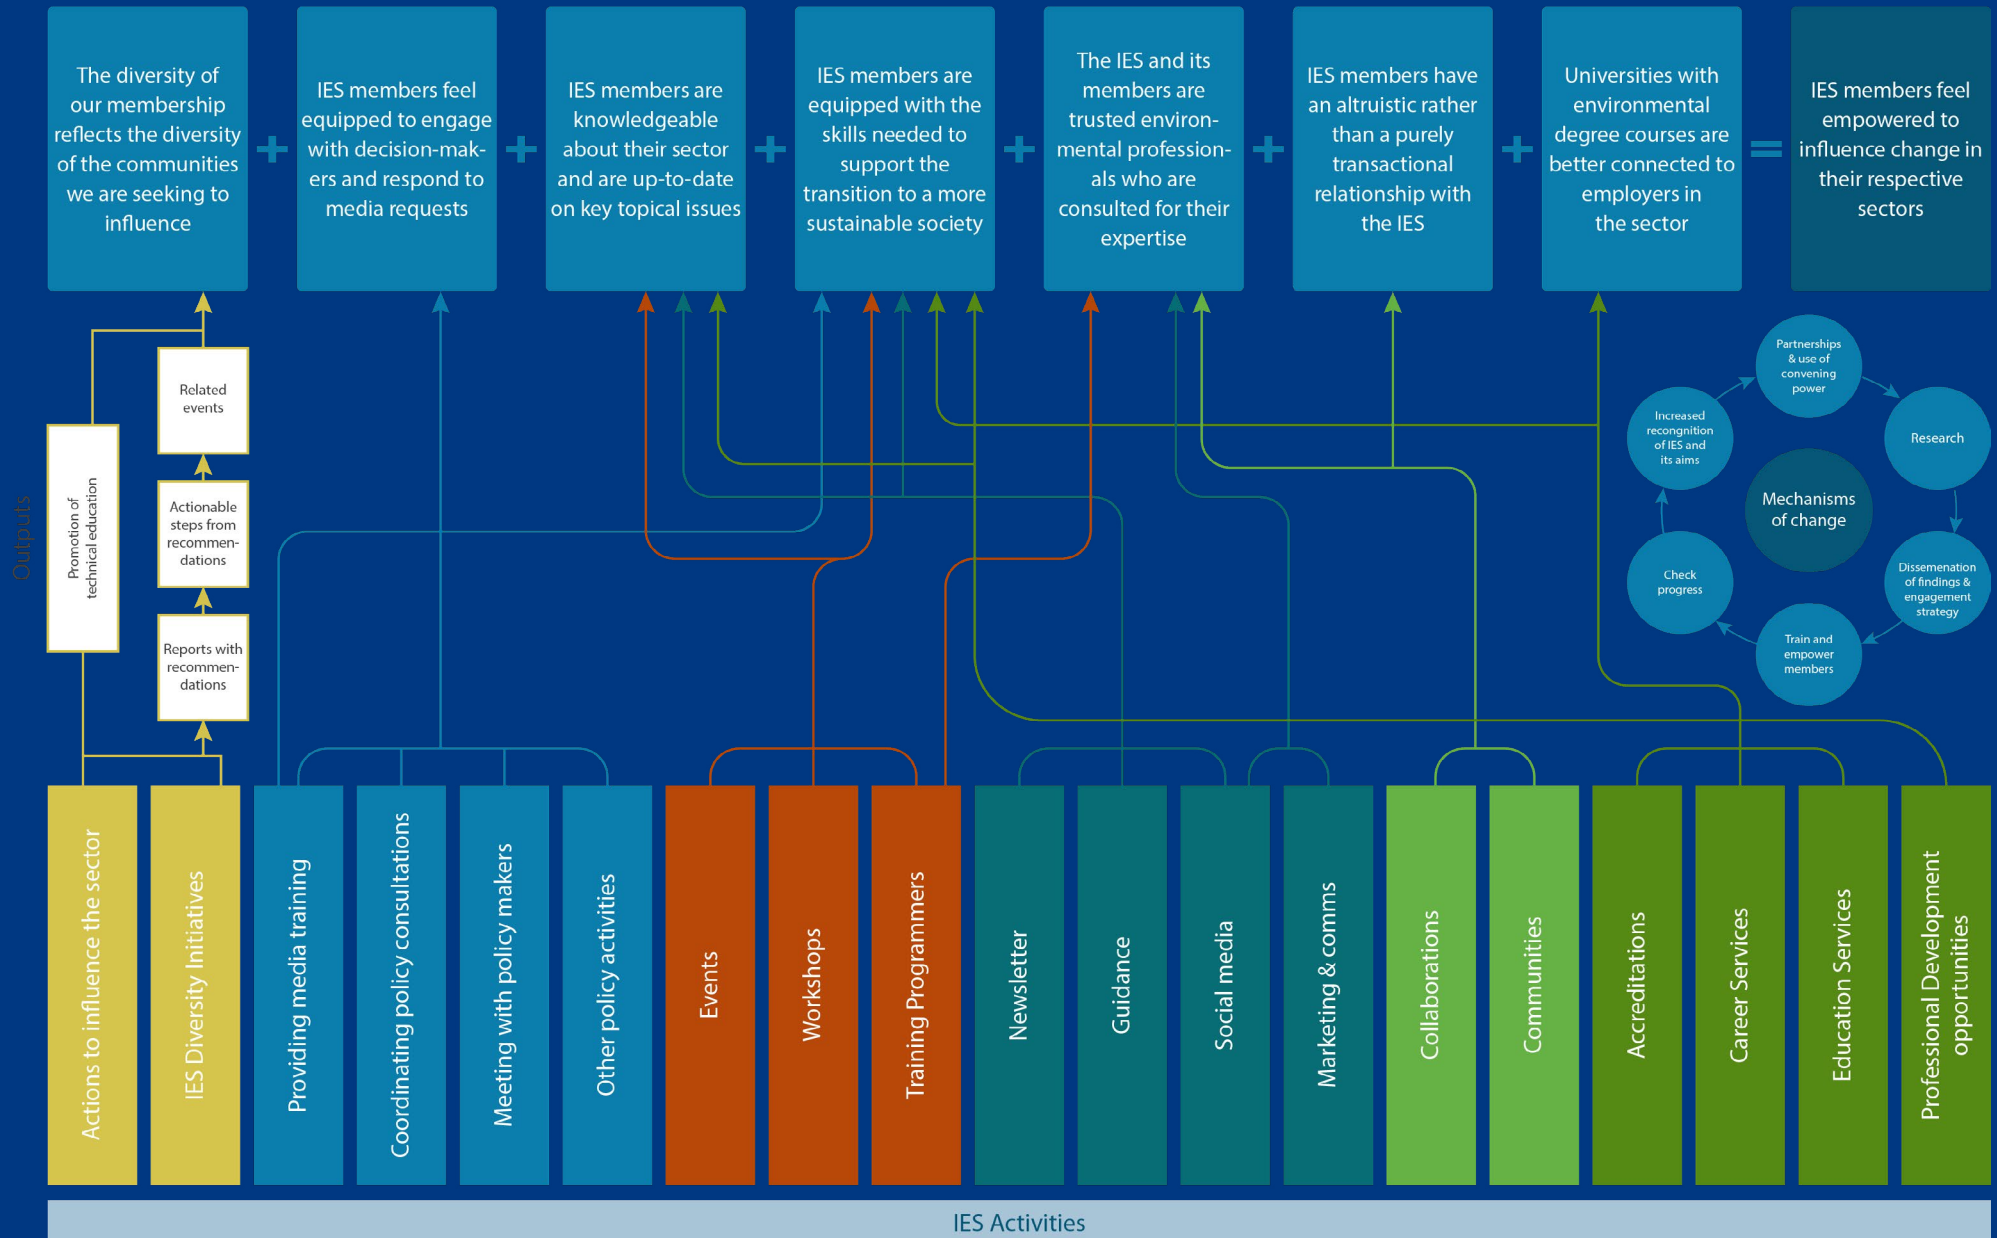 The diversity of
our membership
reflects the diversity
of the communities
we are seeking to
influence
+
IES members feel
equipped to engage
with decision-mak-
ers and respond to
media requests
+
IES members are
knowledgeable
about their sector
and are up-to-date
on key topical issues
+
IES members are
equipped with the
skills needed to
support the
transition to a more
sustainable society
+
The IES and its
members are
trusted environ-
mental profession-
als who are
consulted for their
expertise
+
IES members have
an altruistic rather
than a purely
transactional
relationship with
the IES
+
Universities with
environmental
degree courses are
better connected to
employers in
the sector
=
IES members feel
empowered to
influence change in
their respective
sectors
Outputs
Promotion of
technical education
Related
events
Actionable
steps from
recommen-
dations
Reports with
recommen-
dations
Partnerships
& use of
convening
power
Research
Dissemenation
of findings &
engagement
strategy
Train and
empower
members
Check
progress
Increased
recongnition
of IES and
its aims
Mechanisms
of change
Actions to influence the sector
IES Diversity Initiatives
Providing media training
Coordinating policy consultations
Meeting with policy makers
Other policy activities
Events
Workshops
Training Programmers
Newsletter
Guidance
Social media
Marketing & comms
Collaborations
Communities
Accreditations
Career Services
Education Services
Professional Development
opportunities
IES Activities